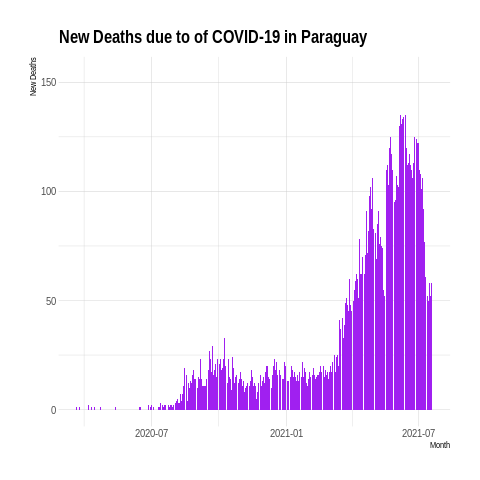 New Deaths due to of COVID-19 in Paraguay
New Deaths
150
100
50
0
2020-07
2021-01
2021-07
Month